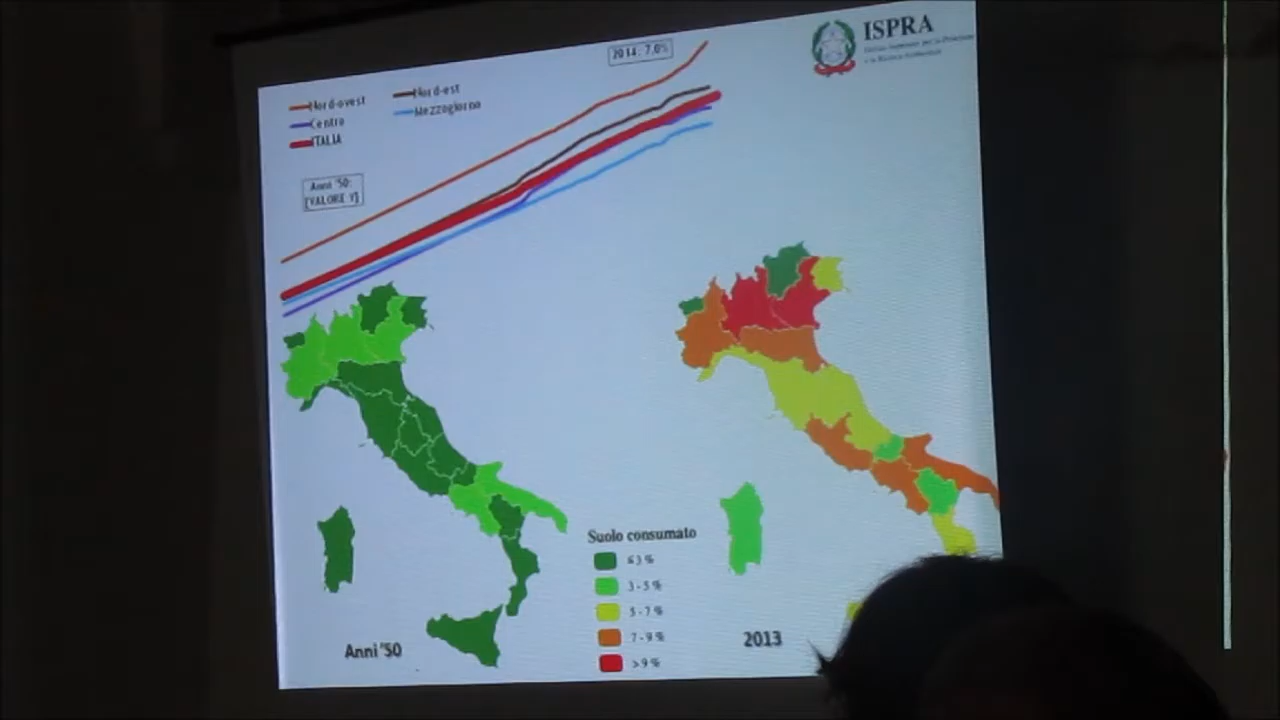 ISPRA
2014: 7,0%
Nord-ovest
Nord-est
Centro
Mezzogiorno
ITALIA
Anni '50:
[VALORE Y]
Suolo consumato
≤3 %
3 - 5 %
5 - 7 %
7 - 9 %
>9 %
Anni '50
2013